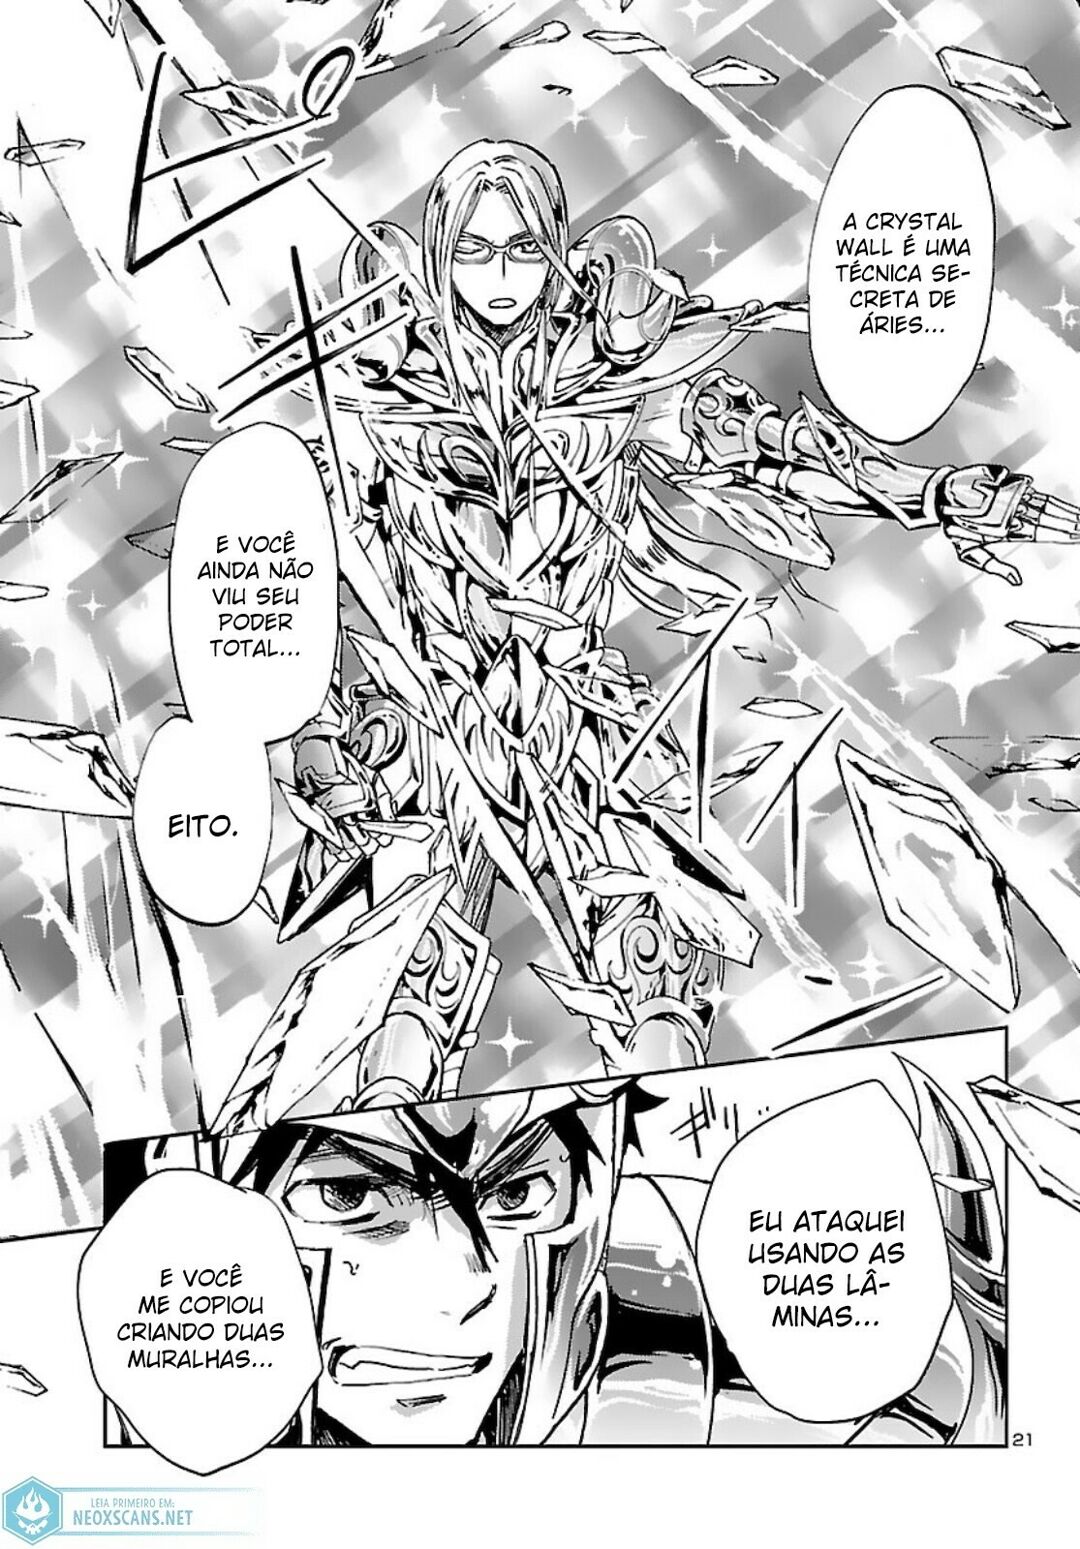 A CRYSTAL
WALL É UMA
TÉCNICA SE-
CRETA DE
ÁRIES...
E VOCÊ
AINDA NÃO
VIU SEU
PODER
TOTAL...
EITO.
EU ATAQUEI
USANDO AS
DUAS LÂ-
MINAS...
E VOCÊ
ME COPIOU
CRIANDO DUAS
MURALHAS...
21
LEIA PRIMEIRO EM:
NEOXSCANS.NET